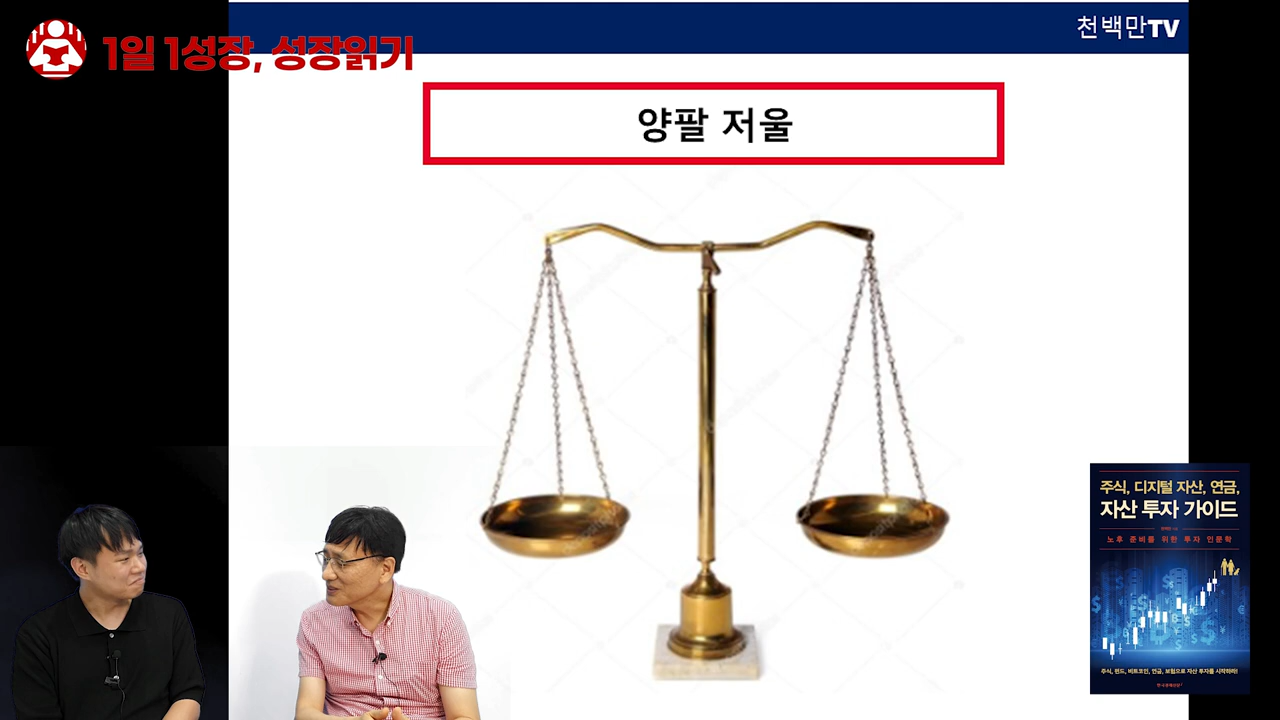 천백만TV
1일 1성장, 성장읽기
양팔 저울
주식, 디지털 자산, 연금,
자산 투자 가이드
노후 준비를 위한 투자 인문학
주식, 펀드, 비트코인, 연금, 보험으로 자산 투자를 시작하라!